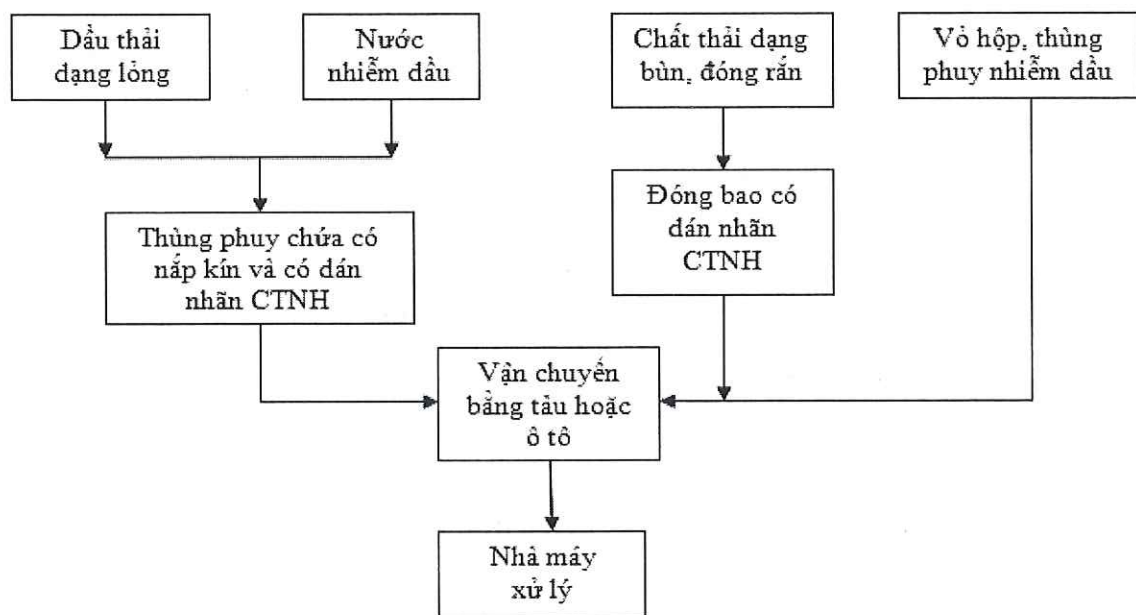 Dầu thải
dạng lỏng
Nước
nhiễm dầu
Chất thải dạng
bùn, đóng rắn
Vỏ hộp, thùng
phuy nhiễm dầu
Thùng phuy chứa có
nắp kín và có dán
nhãn CTNH
Đóng bao có
dán nhãn
CTNH
Vận chuyển
bằng tàu hoặc
ô tô
Nhà máy
xử lý